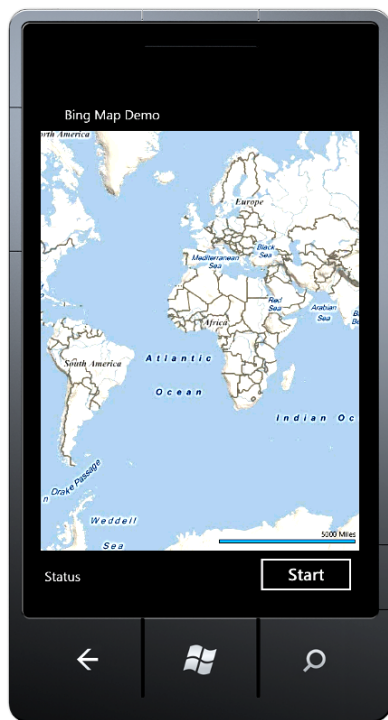 Bing Map Demo
North America
Europe
Black
Sea
Mediterranean
Sea
Red
Sea
Arabian
Sea
Africa
South America
Atlantic
Ocean
Indian Oc
Drake Passage
Weddell
Sea
5000 Miles
Status
Start